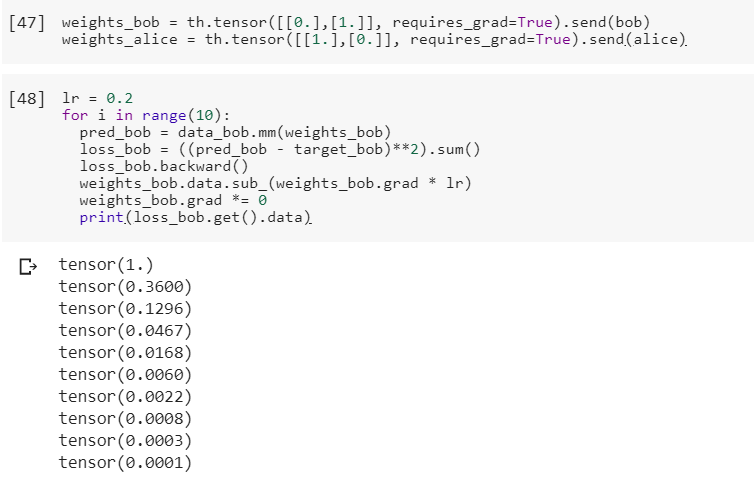 [47] weights_bob = th.tensor([[0.],[1.]], requires_grad=True).send(bob)
weights_alice = th.tensor([[1.],[0.]], requires_grad=True).send(alice)
[48] lr = 0.2
for i in range(10):
  pred_bob = data_bob.mm(weights_bob)
  loss_bob = ((pred_bob - target_bob)**2).sum()
  loss_bob.backward()
  weights_bob.data.sub_(weights_bob.grad * lr)
  weights_bob.grad *= 0
  print(loss_bob.get().data)
tensor(1.)
tensor(0.3600)
tensor(0.1296)
tensor(0.0467)
tensor(0.0168)
tensor(0.0060)
tensor(0.0022)
tensor(0.0008)
tensor(0.0003)
tensor(0.0001)